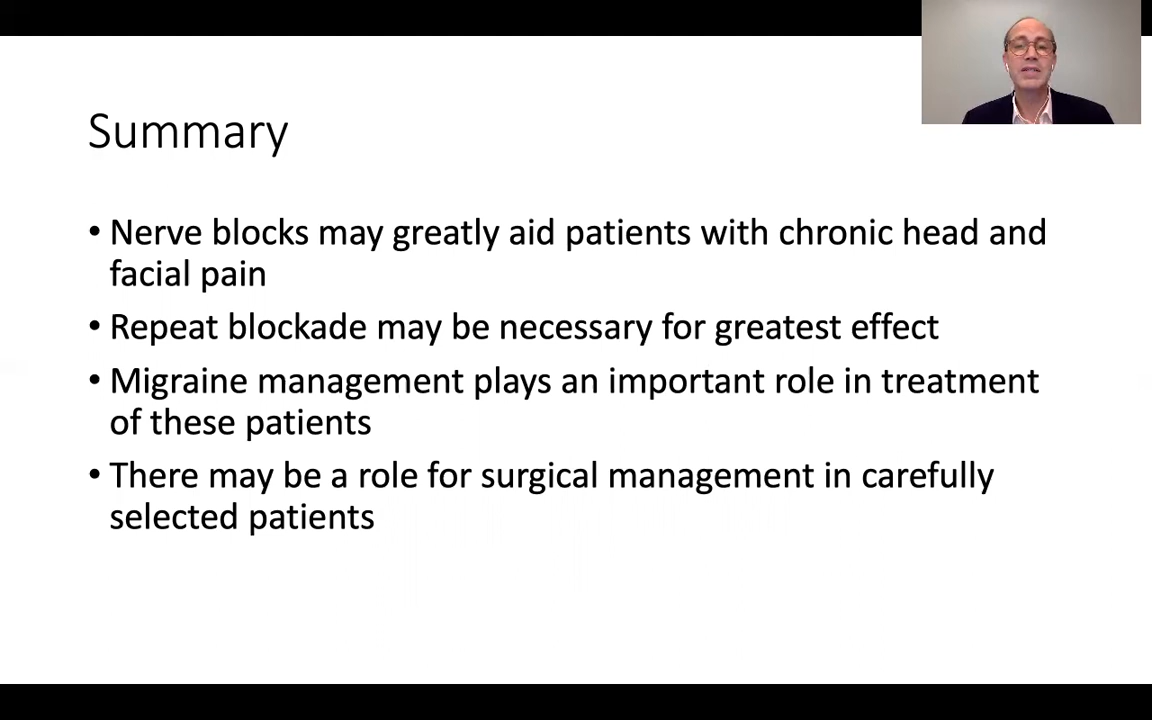 Summary
• Nerve blocks may greatly aid patients with chronic head and
facial pain
• Repeat blockade may be necessary for greatest effect
• Migraine management plays an important role in treatment
of these patients
• There may be a role for surgical management in carefully
selected patients